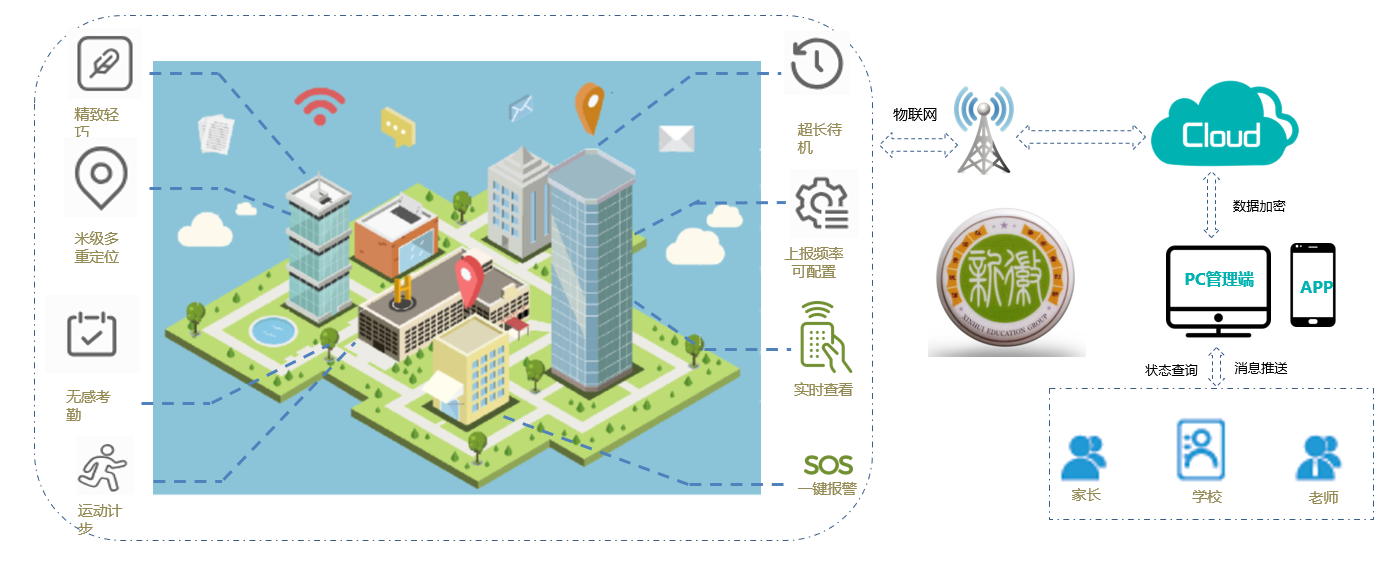 精致轻
巧
米级多
重定位
无感考
勤
运动计
步
H
超长待
机
上报频率
可配置
实时查看
SOS
一键报警
物联网
Cloud
数据加密
PC管理端
APP
新徽
XINHUI EDUCATION GROUP
状态查询
消息推送
家长
学校
老师